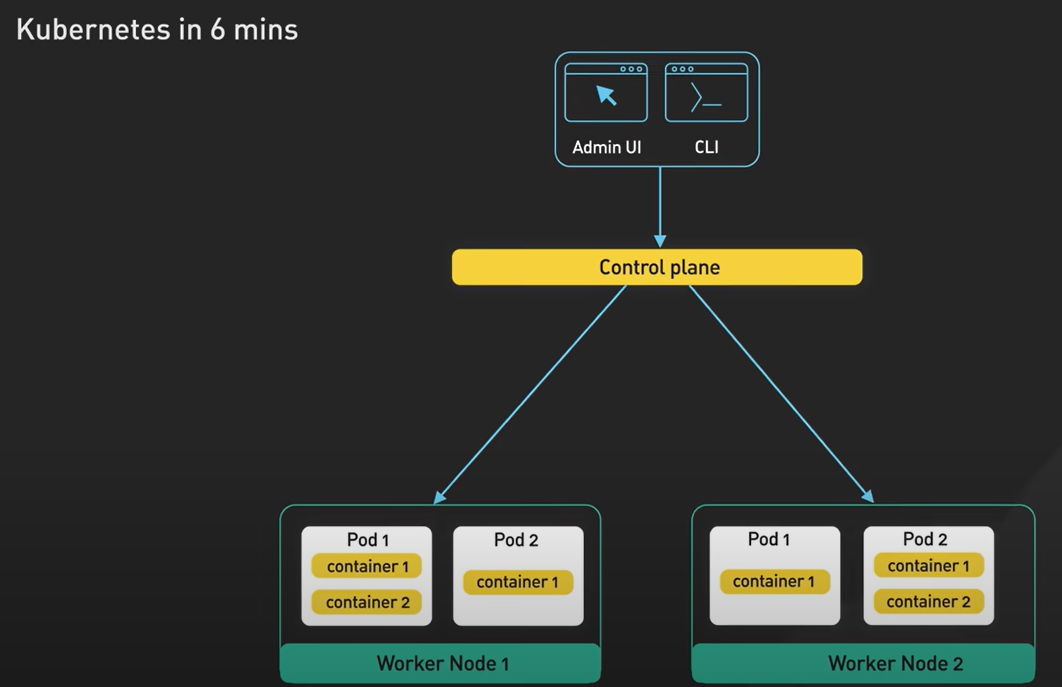 Kubernetes in 6 mins
Admin UI
CLI
Control plane
Pod 1
container 1
container 2
Pod 2
container 1
Worker Node 1
Pod 1
container 1
Pod 2
container 1
container 2
Worker Node 2